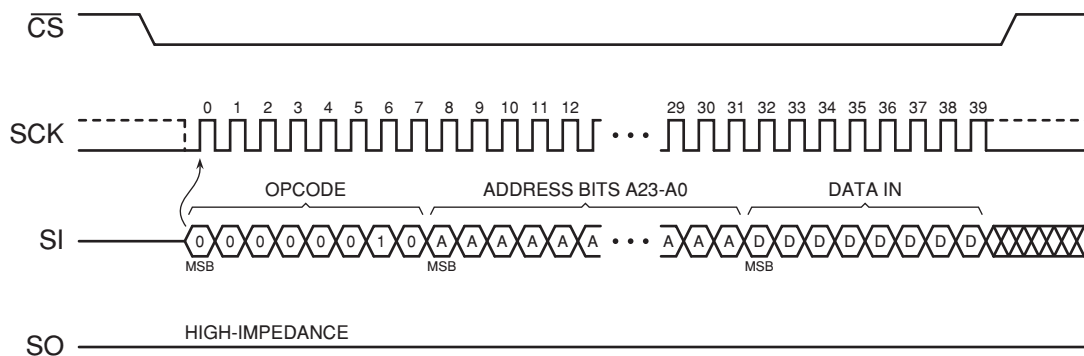 CS
0 1 2 3 4 5 6 7 8 9 10 11 12 29 30 31 32 33 34 35 36 37 38 39
SCK
OPCODE ADDRESS BITS A23-A0 DATA IN
SI 0 0 0 0 0 0 1 0 A A A A A A A A A D D D D D D D D
MSB MSB MSB
HIGH-IMPEDANCE
SO